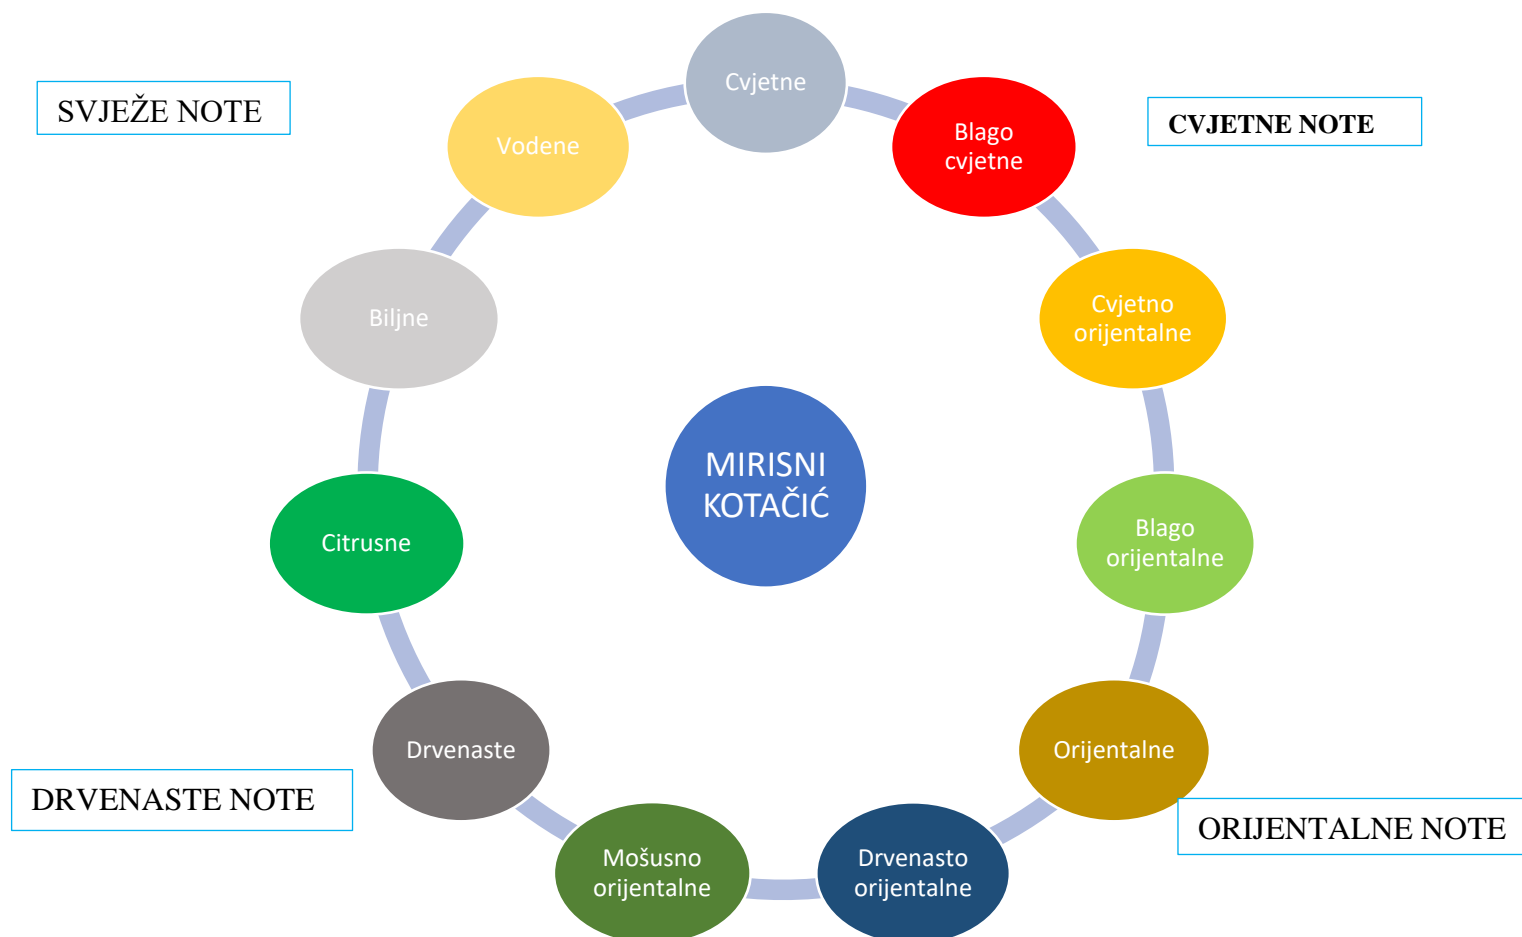 Cvjetne
SVJEŽE NOTE
CVJETNE NOTE
Vodene
Blago
cvjetne
Biljne
Cvjetno
orijentalne
MIRISNI
KOTAČIĆ
Citrusne
Blago
orijentalne
Drvenaste
Orijentalne
DRVENASTE NOTE
ORIJENTALNE NOTE
Mošusno
orijentalne
Drvenasto
orijentalne